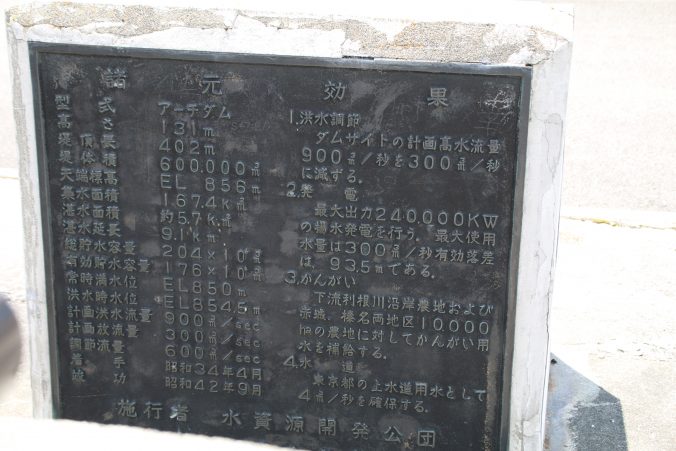 諸元
型式 アーチダム
高さ 131m
堤頂長 402m
堤体積 600.000㎥
天端標高 EL 856m
集水面積 167.4k㎡
湛水面積 約5.7k㎡
湛水延長 9.1km
総貯水容量 204×10⁶㎥
有効貯水容量 176×10⁶㎥
常時満水位 EL850m
洪水時水位 EL854.5m
計画洪水流量 900㎥/sec
計画放流量 300㎥/sec
調節流量 600㎥/sec
着手 昭和34年4月
竣功 昭和42年9月
効果
1.洪水調節
ダムサイトの計画高水流量
900㎥/秒を300㎥/秒
に減ずる。
2.発電
最大出力240,000KW
の揚水発電を行う。最大使用
水量は300㎥/秒有効落差
は93.5mである。
3.かんがい
下流利根川沿岸農地および
赤城、榛名両地区10,000
haの農地に対してかんがい用
水を補給する。
4.水道
東京都の上水道用水として
4㎥/秒を確保する。
施行者 水資源開発公団